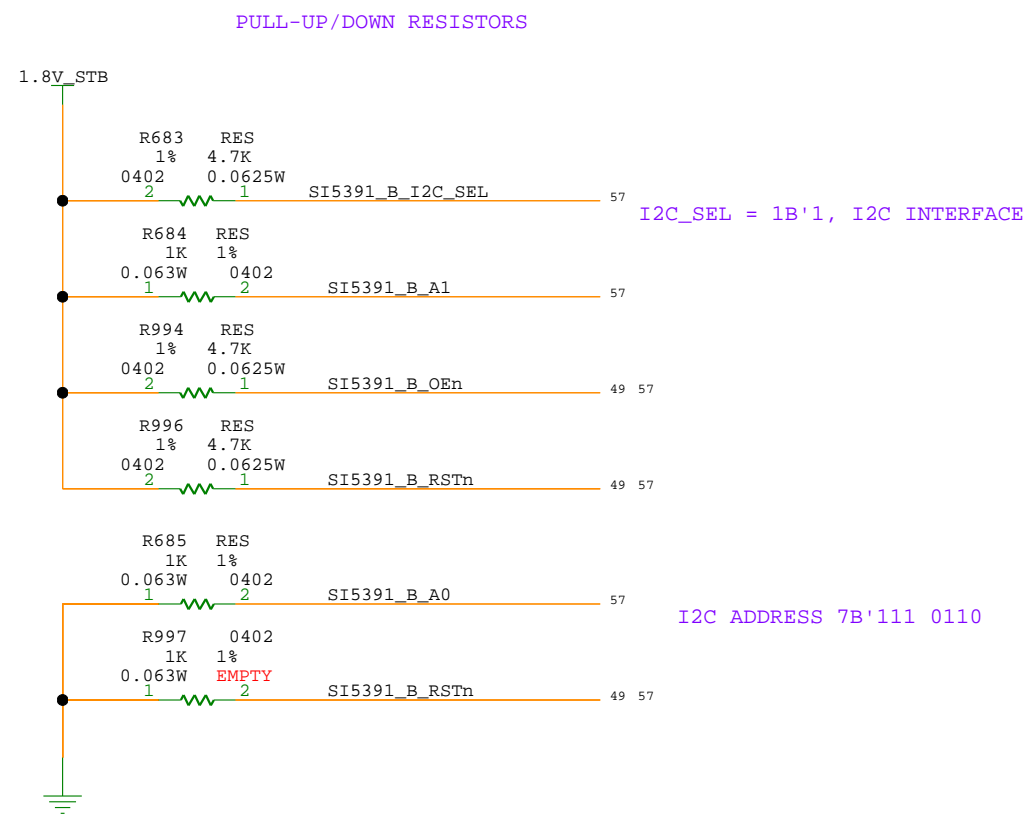 PULL-UP/DOWN RESISTORS
1.8V_STB
R683 RES
1% 4.7K
0402 0.0625W
2 1 SI5391_B_I2C_SEL 57
I2C_SEL = 1B'1, I2C INTERFACE
R684 RES
1K 1%
0.063W 0402
1 2 SI5391_B_A1 57
R994 RES
1% 4.7K
0402 0.0625W
2 1 SI5391_B_OEn 49 57
R996 RES
1% 4.7K
0402 0.0625W
2 1 SI5391_B_RSTn 49 57
R685 RES
1K 1%
0.063W 0402
1 2 SI5391_B_A0 57
I2C ADDRESS 7B'111 0110
R997 0402
1K 1%
0.063W EMPTY
1 2 SI5391_B_RSTn 49 57